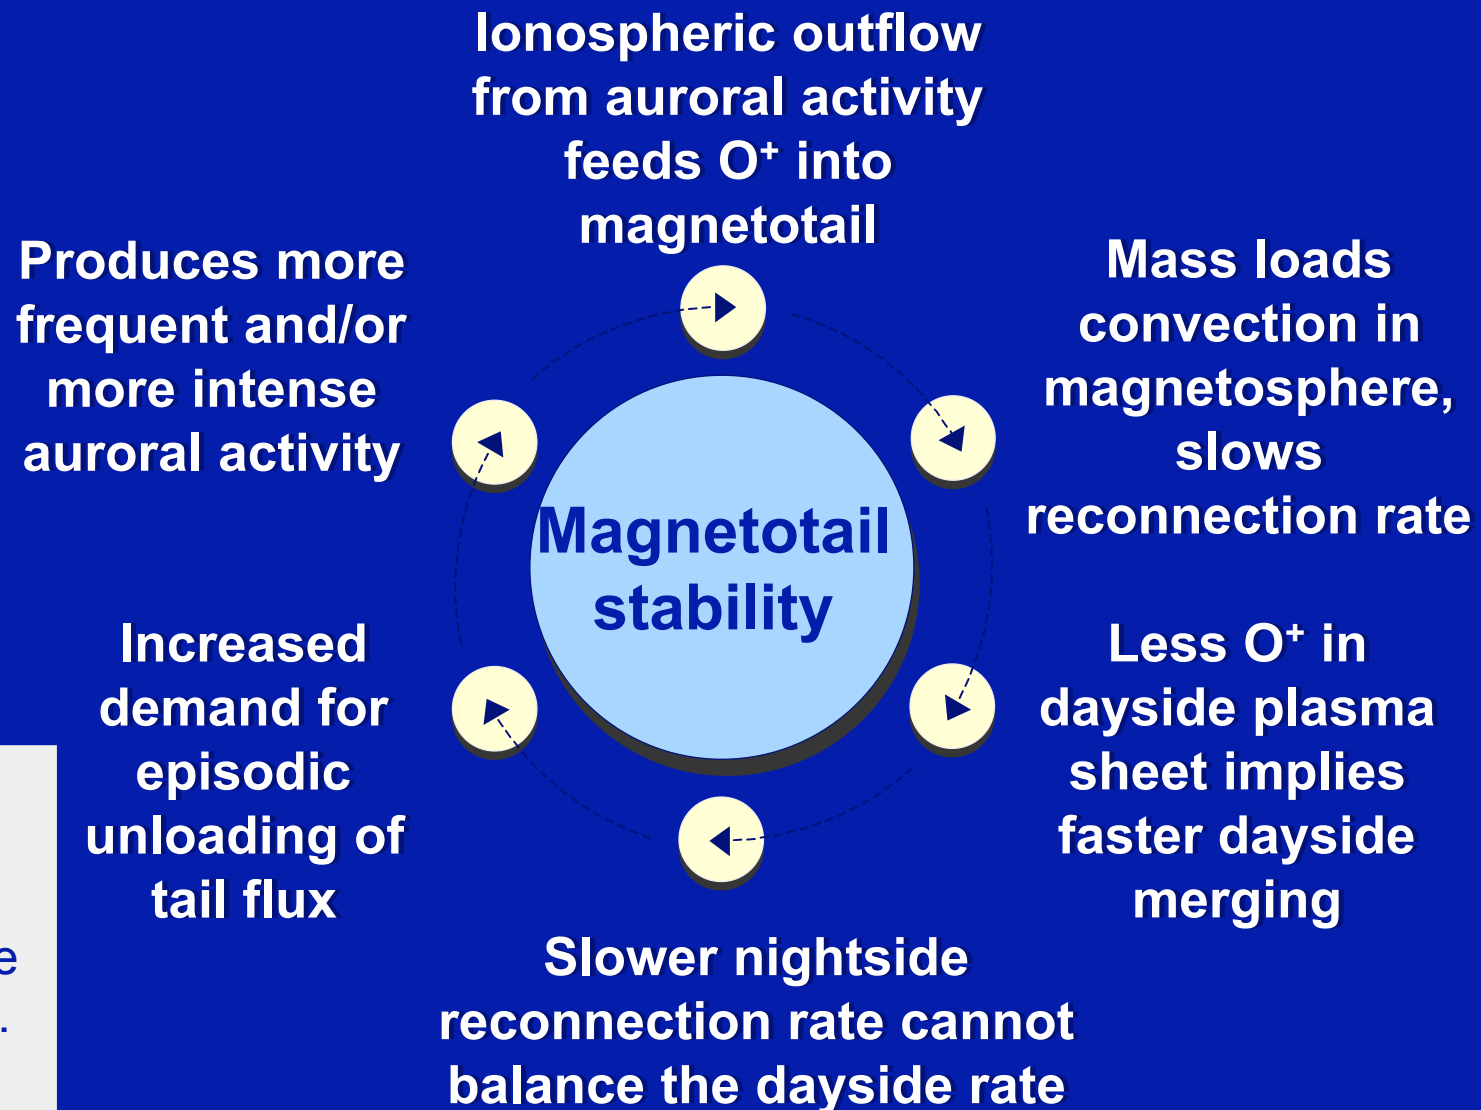 Ionospheric outflow
from auroral activity
feeds O⁺ into
magnetotail
Mass loads
convection in
magnetosphere,
slows
reconnection rate
Less O⁺ in
dayside plasma
sheet implies
faster dayside
merging
Slower nightside
reconnection rate cannot
balance the dayside rate
Increased
demand for
episodic
unloading of
tail flux
Produces more
frequent and/or
more intense
auroral activity
Magnetotail
stability